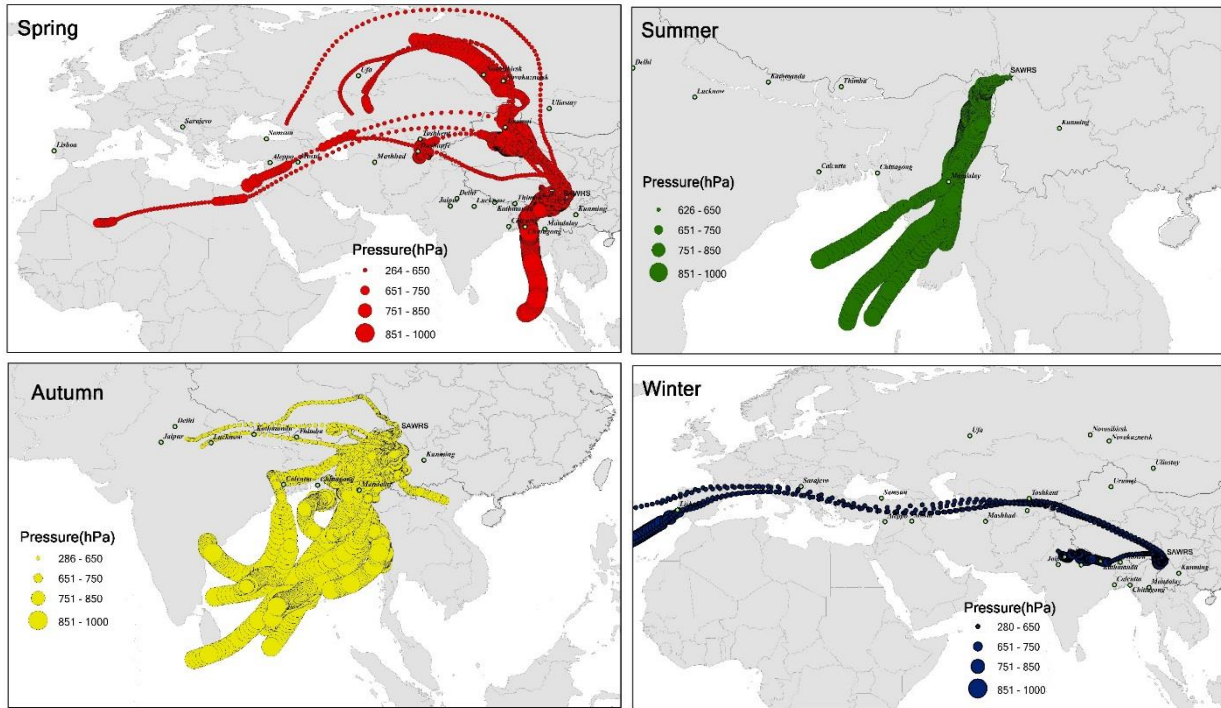 Spring
Ufa
Novokuznetsk
Uliastay
Sarajevo
Samsun
Lisboa
Aleppo
Mashhad
SAWRS
Delhi
Jaipur
Lucknow
Kathmandu
Kunming
Mandalay
Pressure(hPa)
264 - 650
651 - 750
751 - 850
851 - 1000
Summer
SAWRS
Delhi
Kathmandu
Thimbu
Lucknow
Kunming
Calcutta
Chittagong
Mandalay
Pressure(hPa)
626 - 650
651 - 750
751 - 850
851 - 1000
Autumn
Delhi
SAWRS
Jaipur
Lucknow
Kathmandu
Thimbu
Kunming
Calcutta
Chittagong
Mandalay
Pressure(hPa)
286 - 650
651 - 750
751 - 850
851 - 1000
Winter
Ufa
Novosibirsk
Novokuznetsk
Uliastay
Urumqi
Sarajevo
Samsun
Toshkent
Aleppo
Mashhad
SAWRS
Kathmandu
Kunming
Calcutta
Mandalay
Chittagong
Pressure(hPa)
280 - 650
651 - 750
751 - 850
851 - 1000